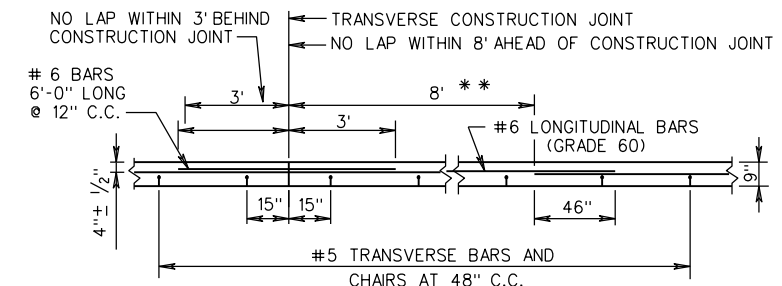 NO LAP WITHIN 3' BEHIND
CONSTRUCTION JOINT
TRANSVERSE CONSTRUCTION JOINT
NO LAP WITHIN 8' AHEAD OF CONSTRUCTION JOINT
# 6 BARS
6'-0" LONG
@ 12" C.C.
3'
8' **
3'
#6 LONGITUDINAL BARS
(GRADE 60)
4"± ½"
9"
15" 15"
46"
#5 TRANSVERSE BARS AND
CHAIRS AT 48" C.C.